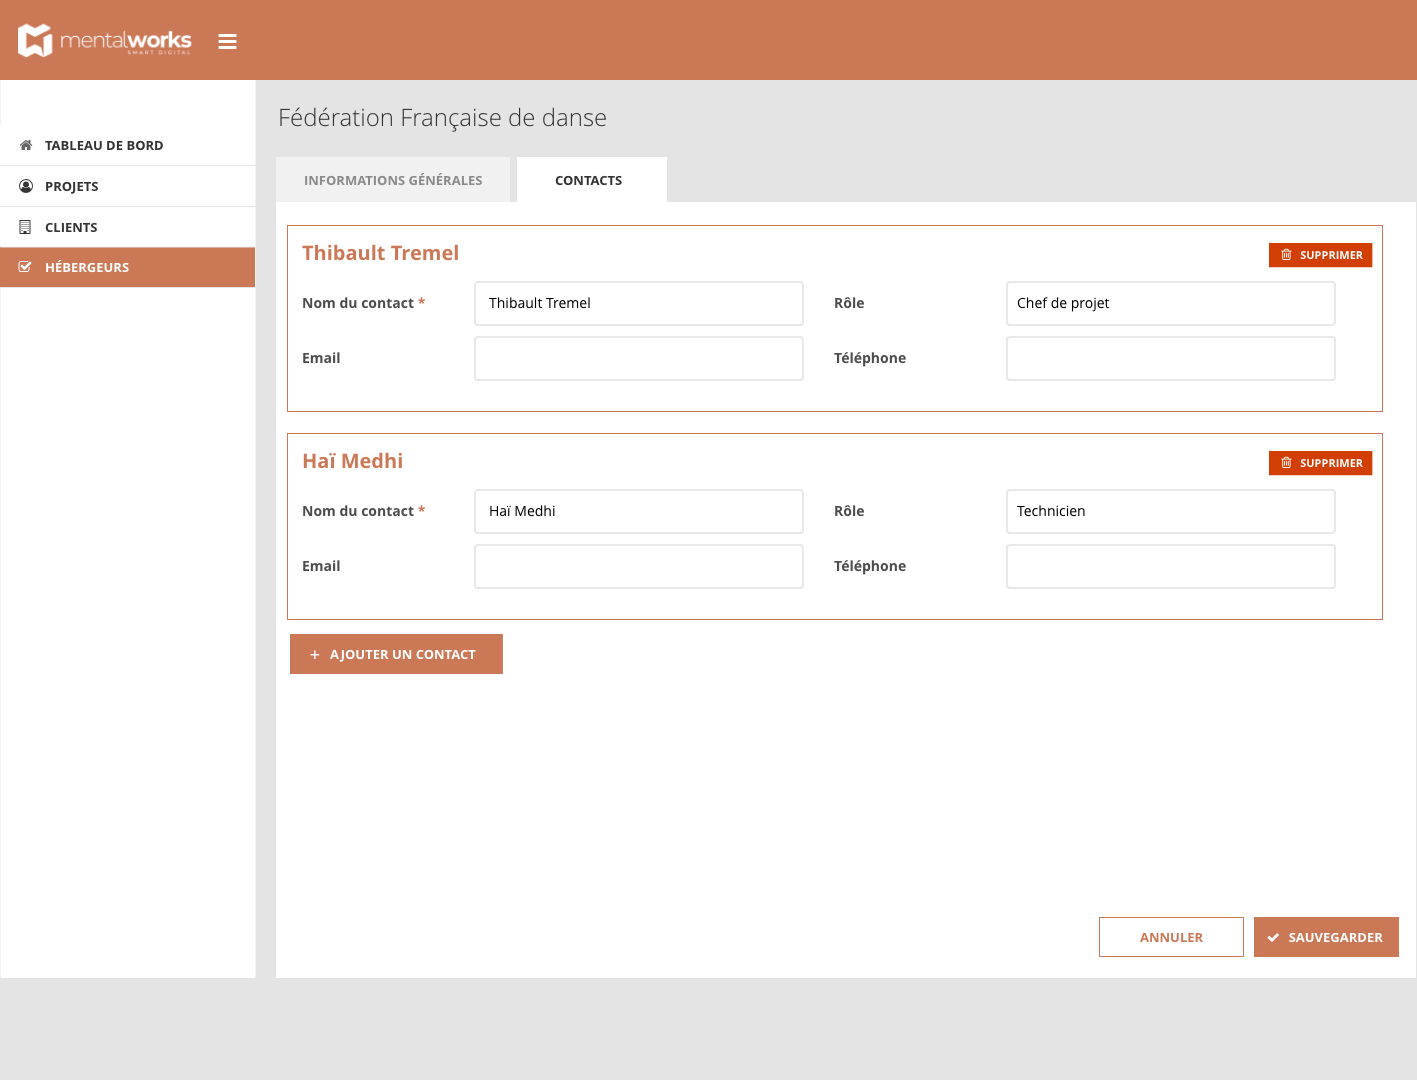 mentalworks
SMART DIGITAL
TABLEAU DE BORD
PROJETS
CLIENTS
HÉBERGEURS
Fédération Française de danse
INFORMATIONS GÉNÉRALES
CONTACTS
Thibault Tremel
SUPPRIMER
Nom du contact * Thibault Tremel Rôle Chef de projet
Email Téléphone
Haï Medhi
SUPPRIMER
Nom du contact * Haï Medhi Rôle Technicien
Email Téléphone
+ AJOUTER UN CONTACT
ANNULER
SAUVEGARDER